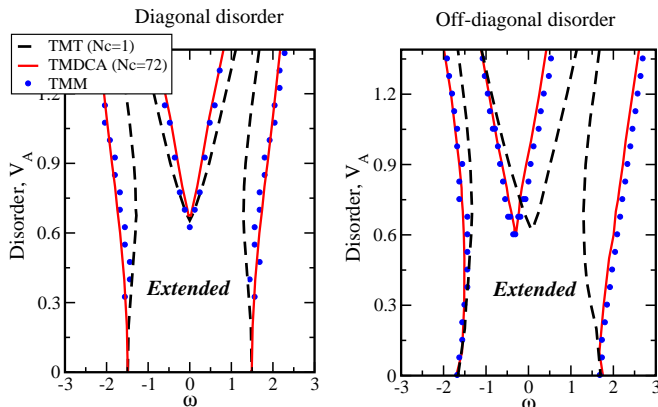 Diagonal disorder
Off-diagonal disorder
TMT (Nc=1)
TMDCA (Nc=72)
TMM
Disorder, V_A
1.2
0.9
0.6
0.3
0
Extended
-3 -2 -1 0 1 2 3
ω
Disorder, V_A
1.2
0.9
0.6
0.3
0
Extended
-3 -2 -1 0 1 2 3
ω